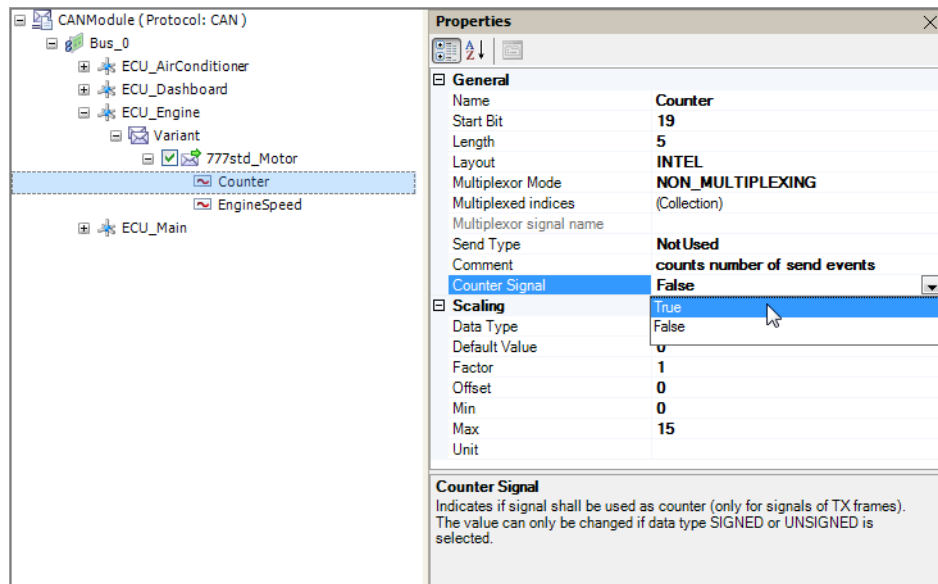 CANModule ( Protocol: CAN )
Bus_0
ECU_AirConditioner
ECU_Dashboard
ECU_Engine
Variant
777std_Motor
Counter
EngineSpeed
ECU_Main
Properties
General
Name Counter
Start Bit 19
Length 5
Layout INTEL
Multiplexor Mode NON_MULTIPLEXING
Multiplexed indices (Collection)
Multiplexor signal name
Send Type NotUsed
Comment counts number of send events
Counter Signal False
Scaling True
Data Type False
Default Value 0
Factor 1
Offset 0
Min 0
Max 15
Unit
Counter Signal
Indicates if signal shall be used as counter (only for signals of TX frames).
The value can only be changed if data type SIGNED or UNSIGNED is
selected.